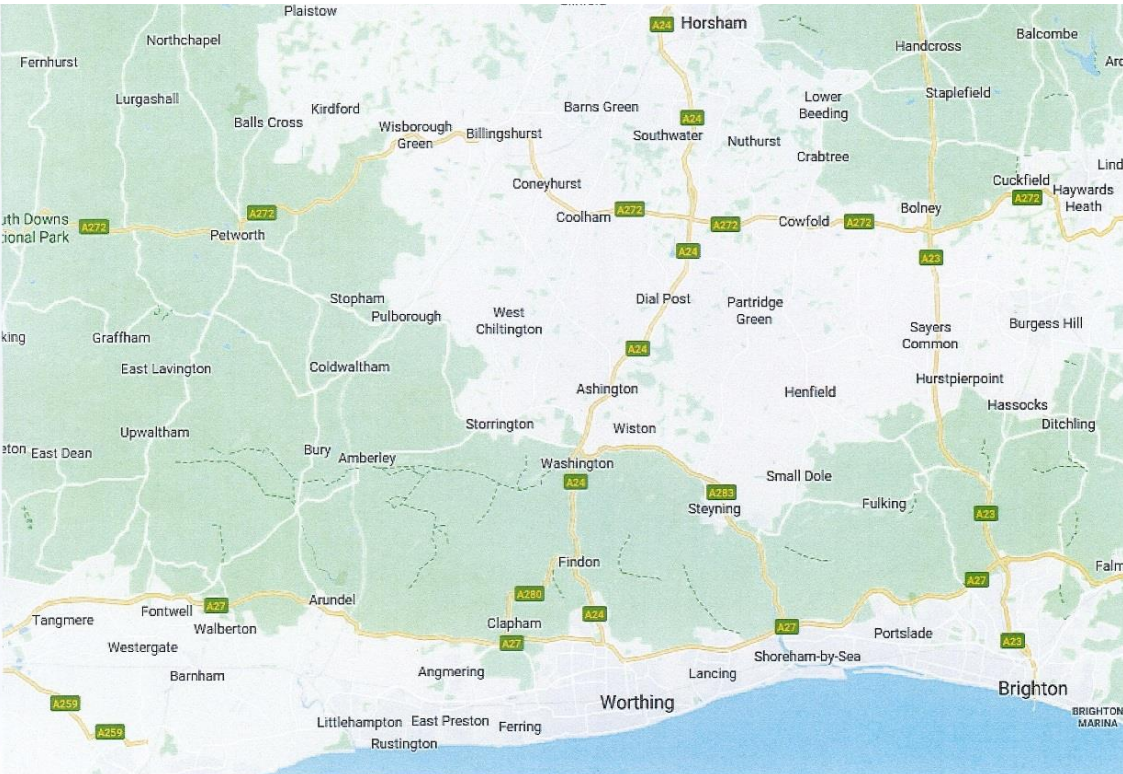 Plaistow
A24
Horsham
Northchapel
Handcross
Balcombe
Fernhurst
Lurgashall
Balls Cross
Kirdford
Wisborough
Green
Billingshurst
Barns Green
A24
Southwater
Nuthurst
Lower
Beeding
Crabtree
Staplefield
Coneyhurst
Coolham
A272
A272
Cowfold
A272
Bolney
Cuckfield
A272
Haywards
Heath
Lind
uth Downs
ional Park
A272
A272
Petworth
A24
A23
Stopham
Pulborough
West
Chiltington
Dial Post
Partridge
Green
Sayers
Common
Burgess Hill
king
Graffham
East Lavington
Coldwaltham
A24
Ashington
Henfield
Hurstpierpoint
Hassocks
Ditchling
Upwaltham
eton
East Dean
Bury
Amberley
Storrington
Wiston
Washington
A24
Small Dole
A283
Steyning
Fulking
A23
Findon
A280
Clapham
A24
A27
A27
Falm
Tangmere
Fontwell
A27
Walberton
Arundel
Westergate
Barnham
A27
Portslade
A23
Shoreham-by-Sea
Angmering
Lancing
Worthing
Brighton
BRIGHTON
MARINA
A259
A259
Littlehampton
East Preston
Ferring
Rustington